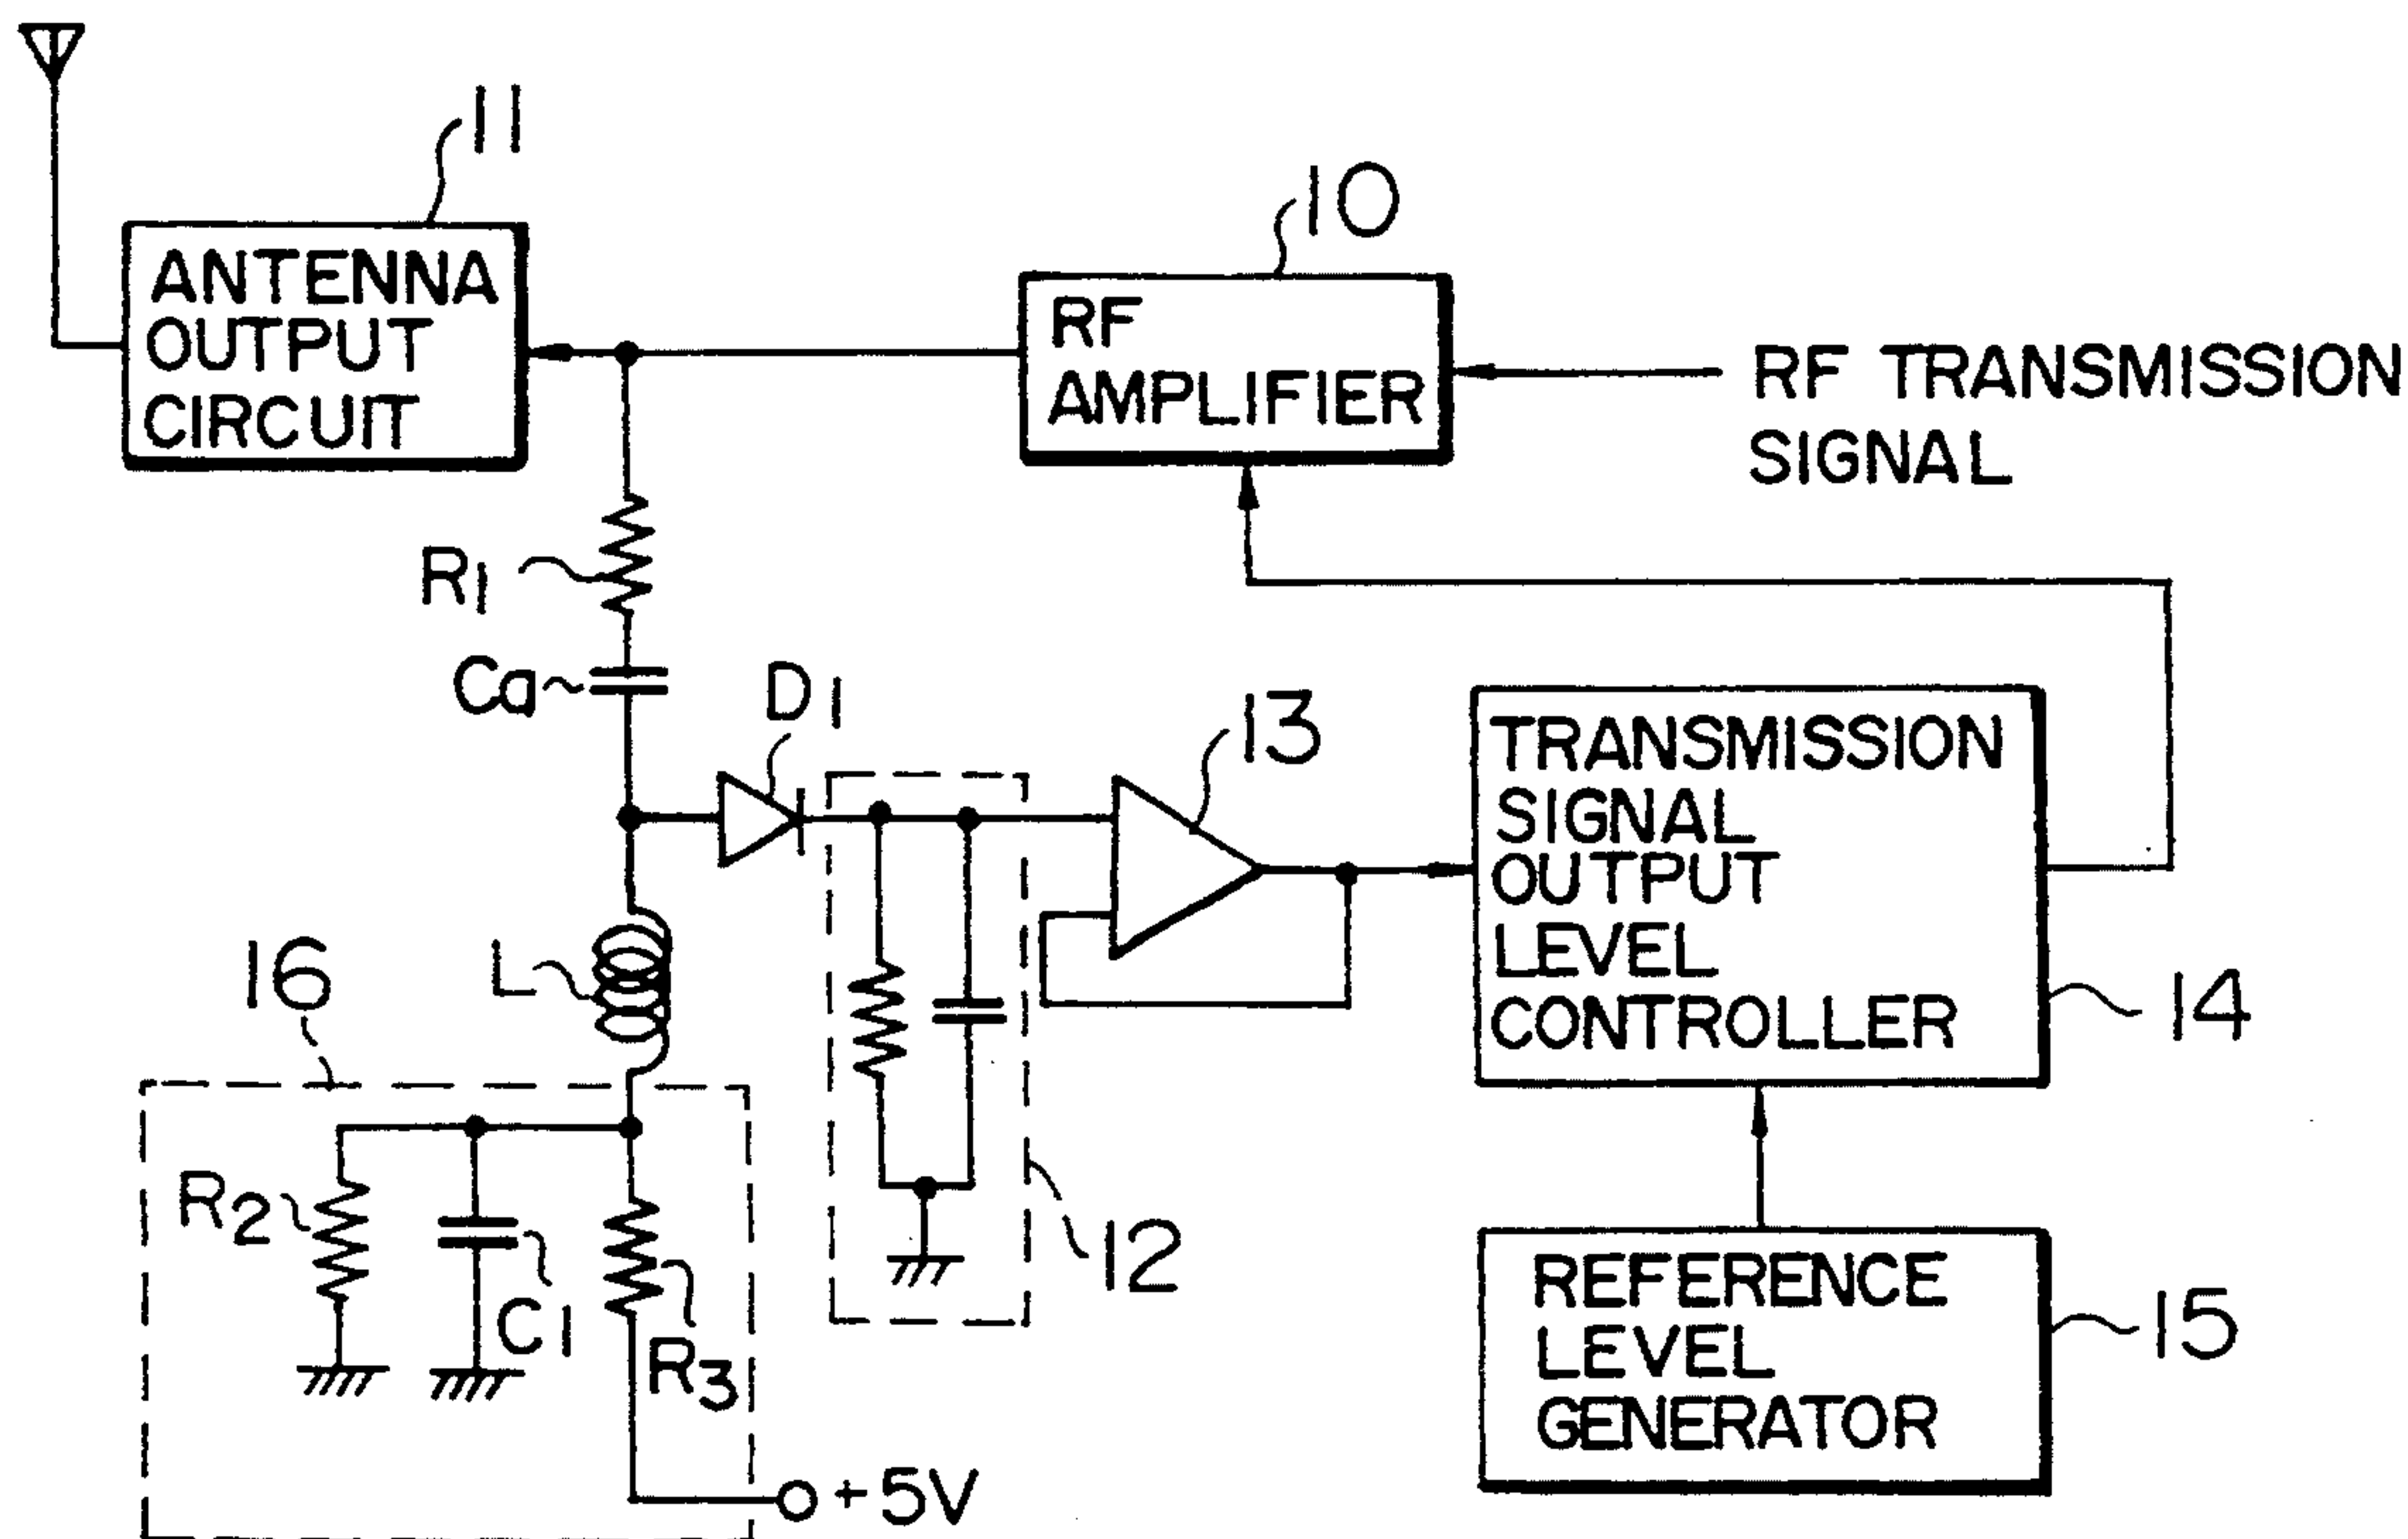 11
ANTENNA
OUTPUT
CIRCUIT
10
RF
AMPLIFIER
RF TRANSMISSION
SIGNAL
R1
Ca
D1
13
TRANSMISSION
SIGNAL
OUTPUT
LEVEL
CONTROLLER
14
16
L
R2
C1
R3
+5V
12
REFERENCE
LEVEL
GENERATOR
15